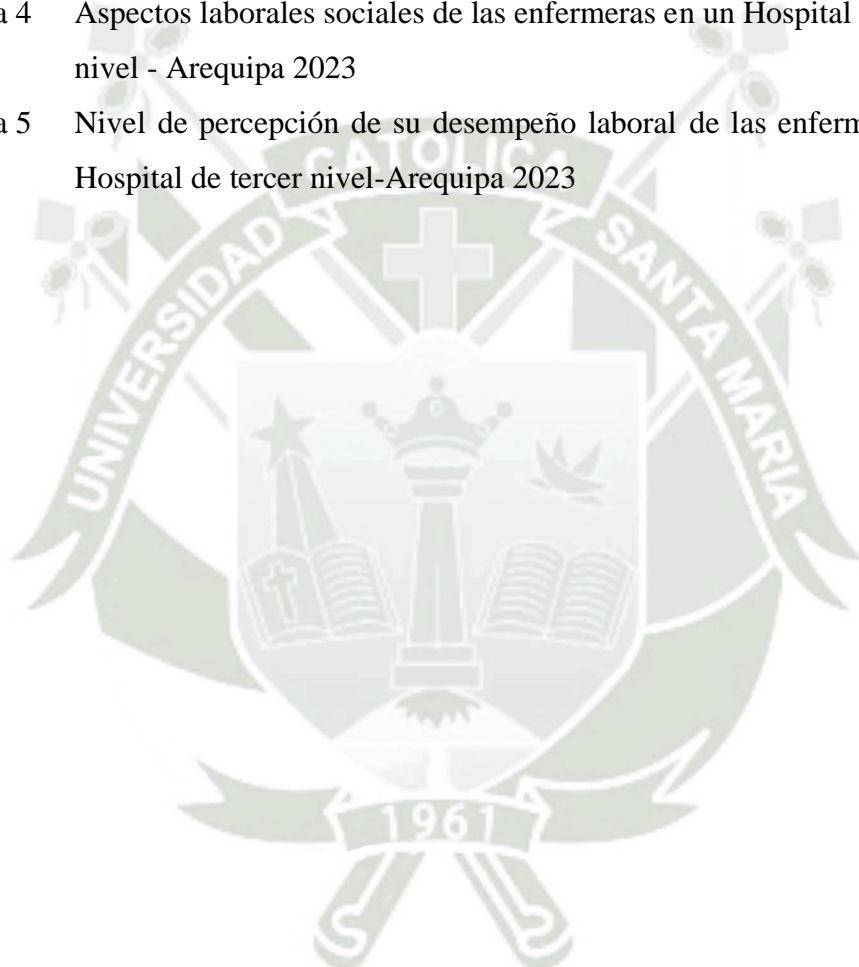 a 4 Aspectos laborales sociales de las enfermeras en un Hospital
nivel - Arequipa 2023
a 5 Nivel de percepción de su desempeño laboral de las enferm
Hospital de tercer nivel-Arequipa 2023
UNIVERSIDAD CATOLICA SANTA MARIA
1961